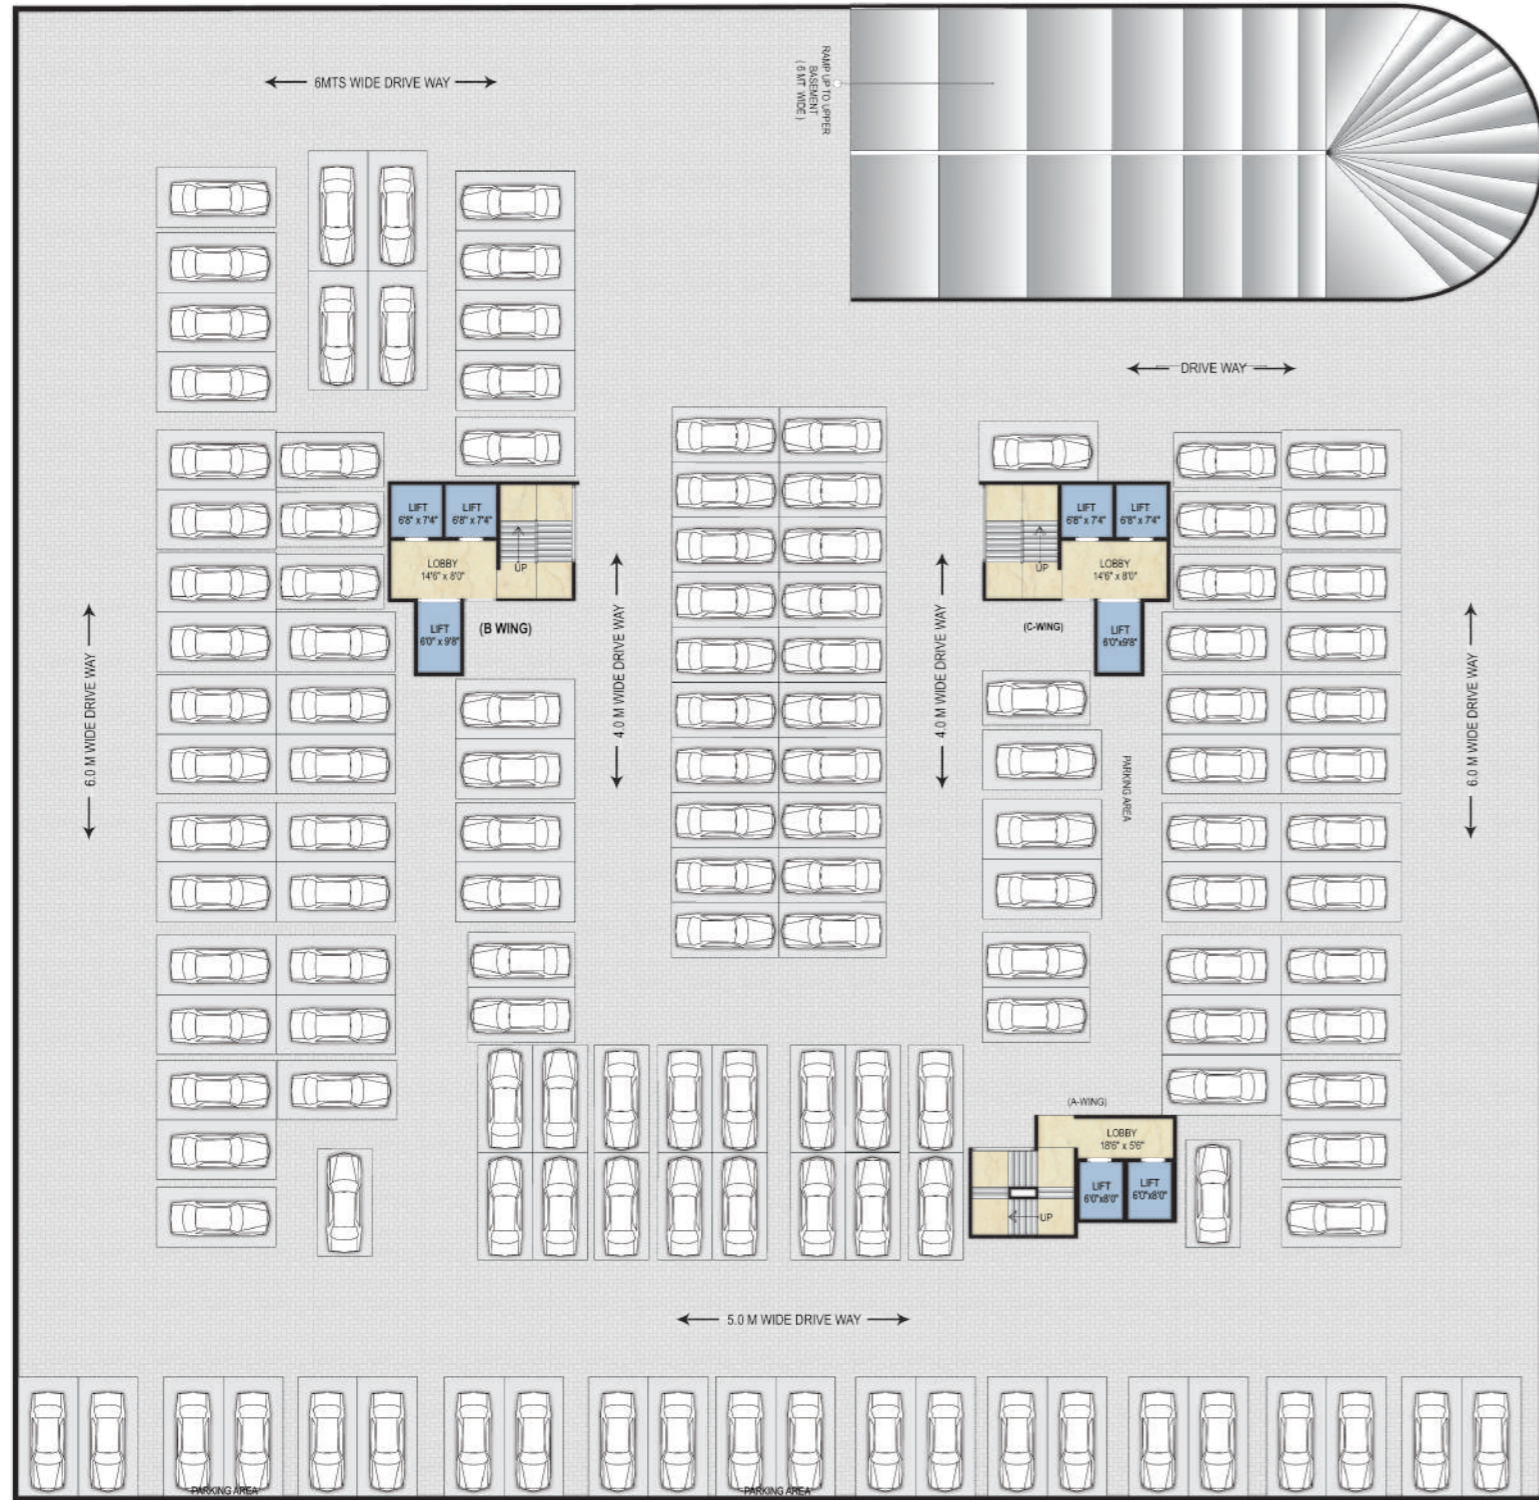 6MTS WIDE DRIVE WAY
RAMP UP TO UPPER
BASEMENT
( 6 MT WIDE )
DRIVE WAY
LIFT
6'8" x 7'4"
LIFT
6'8" x 7'4"
LOBBY
14'6" x 8'0"
UP
LIFT
6'0" x 9'8"
(B WING)
LIFT
6'8" x 7'4"
LIFT
6'8" x 7'4"
UP
LOBBY
14'6" x 8'0"
(C-WING)
LIFT
6'0"x9'8"
6.0 M WIDE DRIVE WAY
4.0 M WIDE DRIVE WAY
4.0 M WIDE DRIVE WAY
6.0 M WIDE DRIVE WAY
PARKING AREA
(A-WING)
LOBBY
18'6" x 5'6"
LIFT
6'0"x8'0"
LIFT
6'0"x8'0"
UP
5.0 M WIDE DRIVE WAY
PARKING AREA
PARKING AREA